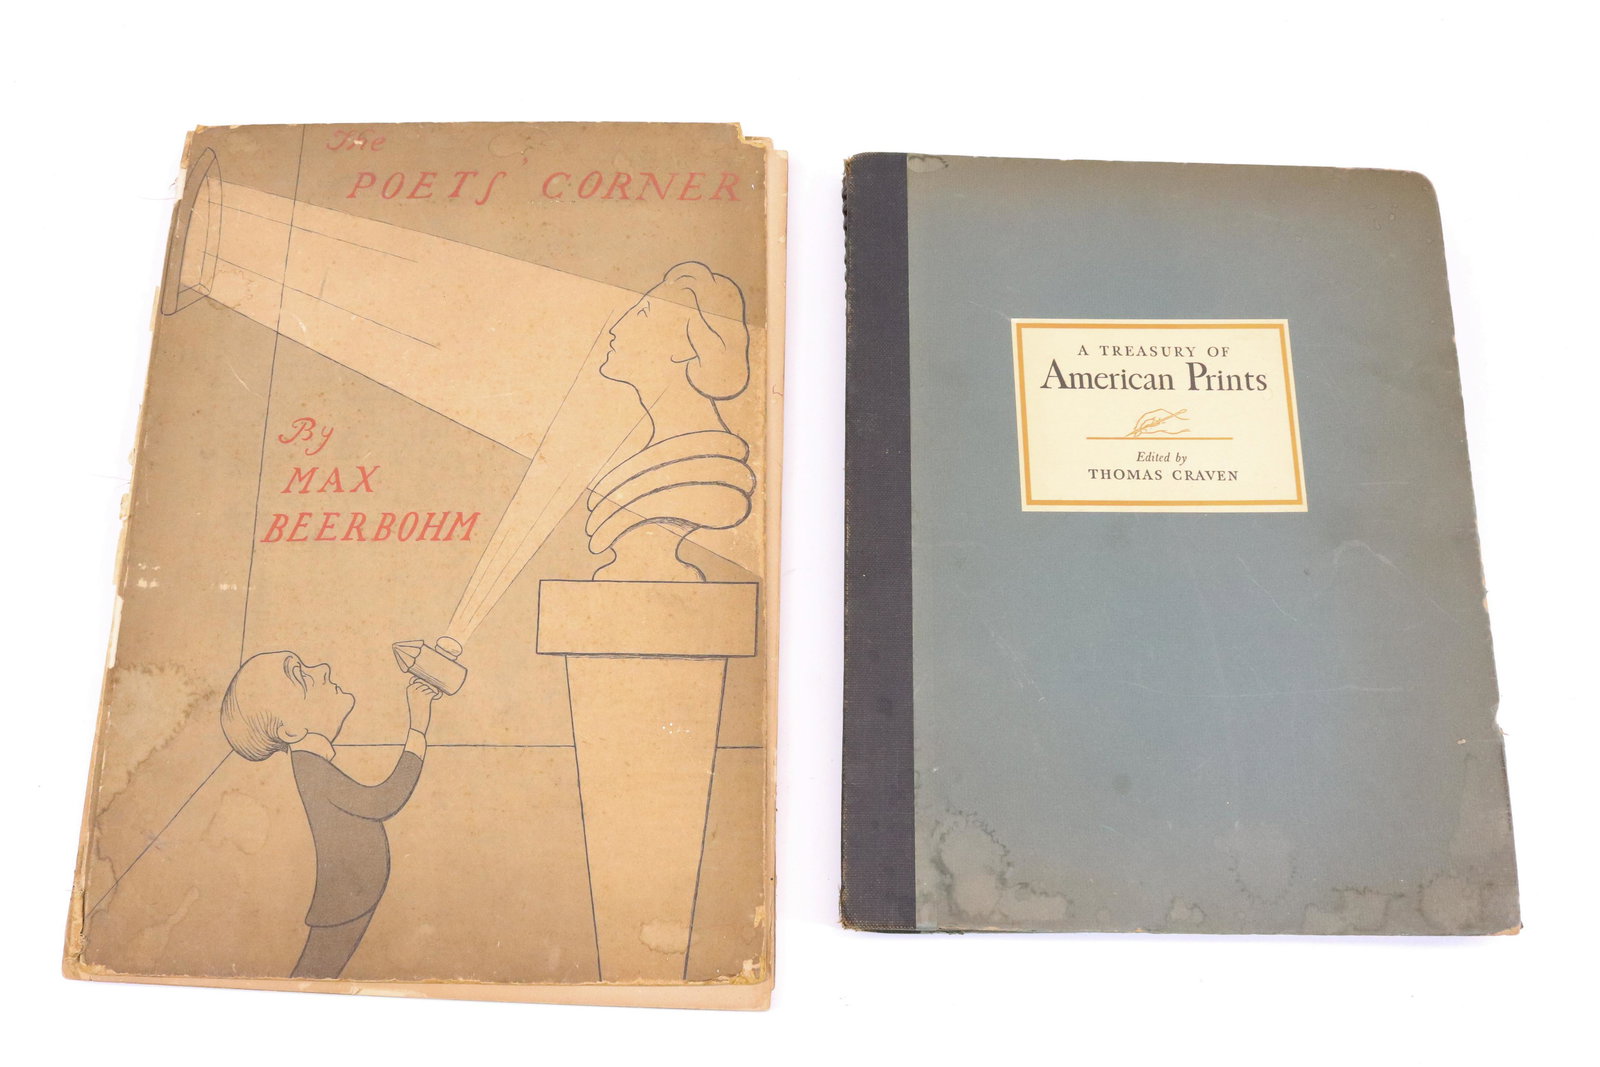 The
POETS' CORNER
By
MAX
BEERBOHM
A TREASURY OF
American Prints
Edited by
THOMAS CRAVEN